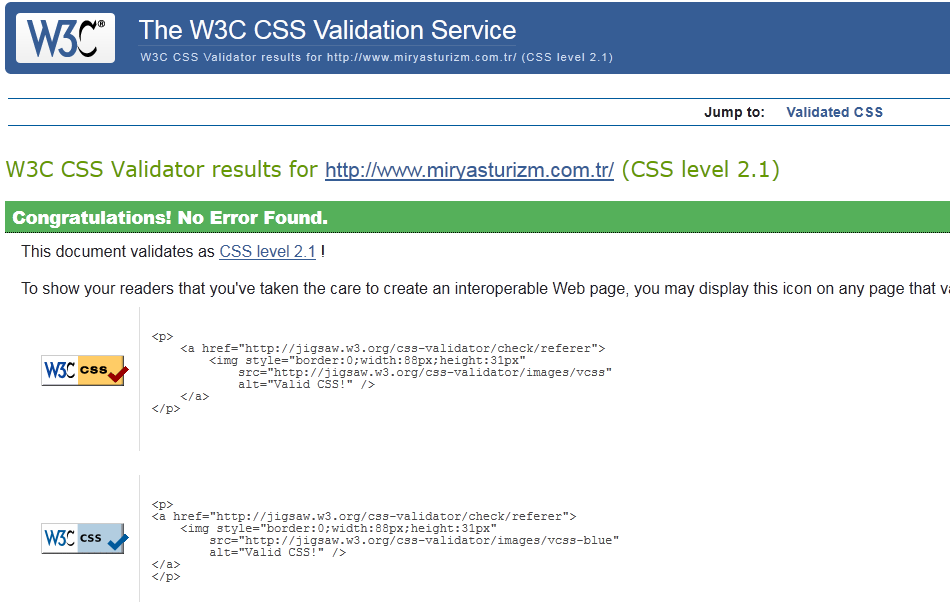 W3C®
The W3C CSS Validation Service
W3C CSS Validator results for http://www.miryasturizm.com.tr/ (CSS level 2.1)
Jump to: Validated CSS
W3C CSS Validator results for http://www.miryasturizm.com.tr/ (CSS level 2.1)
Congratulations! No Error Found.
This document validates as CSS level 2.1 !
To show your readers that you've taken the care to create an interoperable Web page, you may display this icon on any page that
W3C css
<p>
<a href="http://jigsaw.w3.org/css-validator/check/referer">
<img style="border:0;width:88px;height:31px"
src="http://jigsaw.w3.org/css-validator/images/vcss"
alt="Valid CSS!" />
</a>
</p>
W3C css
<p>
<a href="http://jigsaw.w3.org/css-validator/check/referer">
<img style="border:0;width:88px;height:31px"
src="http://jigsaw.w3.org/css-validator/images/vcss-blue"
alt="Valid CSS!" />
</a>
</p>